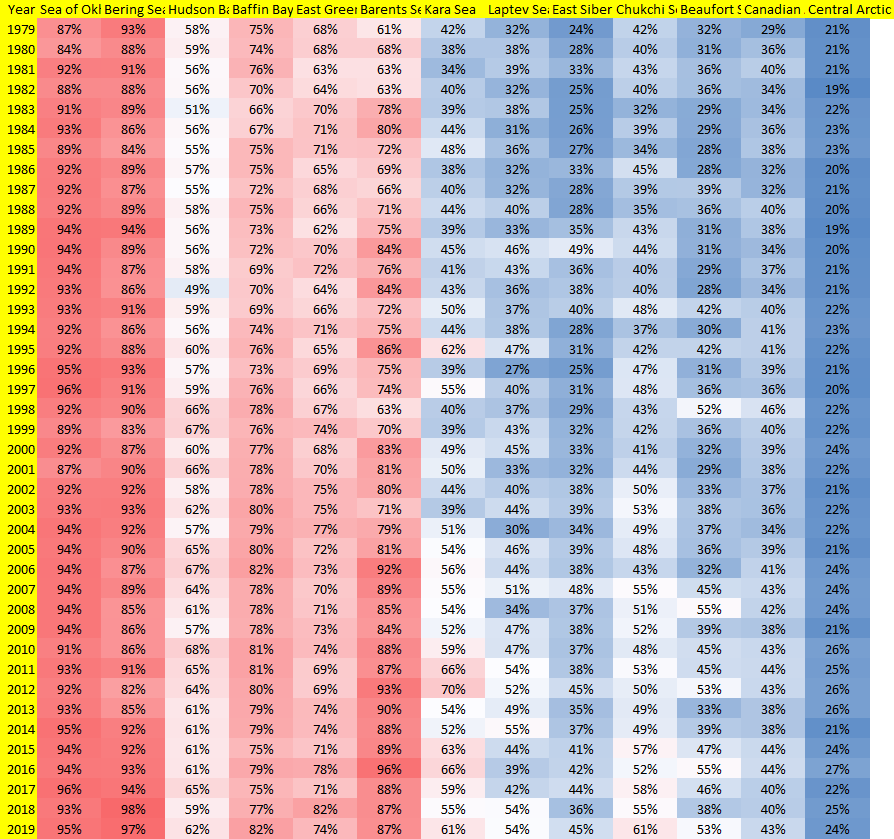 Year Sea of Okl Bering Sea Hudson Ba Baffin Bay East Greer Barents Se Kara Sea Laptev Sea East Siber Chukchi Se Beaufort S Canadian Central Arctic
1979 87% 93% 58% 75% 68% 61% 42% 32% 24% 42% 32% 29% 21%
1980 84% 88% 59% 74% 68% 68% 38% 38% 28% 40% 31% 36% 21%
1981 92% 91% 56% 76% 63% 63% 34% 39% 33% 43% 36% 40% 21%
1982 88% 88% 56% 70% 64% 63% 40% 32% 25% 40% 36% 34% 19%
1983 91% 89% 51% 66% 70% 78% 39% 38% 25% 32% 29% 34% 22%
1984 93% 86% 56% 67% 71% 80% 44% 31% 26% 39% 29% 36% 23%
1985 89% 84% 55% 75% 71% 72% 48% 36% 27% 34% 28% 38% 23%
1986 92% 89% 57% 75% 65% 69% 38% 32% 33% 45% 28% 32% 20%
1987 92% 87% 55% 72% 68% 66% 40% 32% 28% 39% 39% 32% 21%
1988 92% 89% 58% 75% 66% 71% 44% 40% 28% 35% 36% 40% 20%
1989 94% 94% 56% 73% 62% 75% 39% 33% 35% 43% 31% 38% 19%
1990 94% 89% 56% 72% 70% 84% 45% 46% 49% 44% 31% 34% 20%
1991 94% 87% 58% 69% 72% 76% 41% 43% 36% 40% 29% 37% 21%
1992 93% 86% 49% 70% 64% 84% 43% 36% 38% 40% 28% 34% 21%
1993 93% 91% 59% 69% 66% 72% 50% 37% 40% 48% 42% 40% 22%
1994 92% 86% 56% 74% 71% 75% 44% 38% 28% 37% 30% 41% 23%
1995 92% 88% 60% 76% 65% 86% 62% 47% 31% 42% 42% 41% 22%
1996 95% 93% 57% 73% 69% 75% 39% 27% 25% 47% 31% 39% 21%
1997 96% 91% 59% 76% 66% 74% 55% 40% 31% 48% 36% 36% 20%
1998 92% 90% 66% 78% 67% 63% 40% 37% 29% 43% 52% 46% 22%
1999 89% 83% 67% 76% 74% 70% 39% 43% 32% 42% 36% 40% 22%
2000 92% 87% 60% 77% 68% 83% 49% 45% 33% 41% 32% 39% 24%
2001 87% 90% 66% 78% 70% 81% 50% 33% 32% 44% 29% 38% 22%
2002 92% 92% 58% 78% 75% 80% 44% 40% 38% 50% 33% 37% 21%
2003 93% 93% 62% 80% 75% 71% 39% 44% 39% 53% 38% 36% 22%
2004 94% 92% 57% 79% 77% 79% 51% 30% 34% 49% 37% 34% 22%
2005 94% 90% 65% 80% 72% 81% 54% 46% 39% 48% 36% 39% 21%
2006 94% 87% 67% 82% 73% 92% 56% 44% 38% 43% 32% 41% 24%
2007 94% 89% 64% 78% 70% 89% 55% 51% 48% 55% 45% 43% 24%
2008 94% 85% 61% 78% 71% 85% 54% 34% 37% 51% 55% 42% 24%
2009 94% 86% 57% 78% 73% 84% 52% 47% 38% 52% 39% 38% 21%
2010 91% 86% 68% 81% 74% 88% 59% 47% 37% 48% 45% 43% 26%
2011 93% 91% 65% 81% 69% 87% 66% 54% 38% 53% 45% 44% 25%
2012 92% 82% 64% 80% 69% 93% 70% 52% 45% 50% 53% 43% 26%
2013 93% 85% 61% 79% 74% 90% 54% 49% 35% 49% 33% 38% 26%
2014 95% 92% 61% 79% 74% 88% 52% 55% 37% 49% 39% 38% 21%
2015 94% 92% 61% 75% 71% 89% 63% 44% 41% 57% 47% 44% 24%
2016 94% 93% 61% 79% 78% 96% 66% 39% 42% 52% 55% 44% 27%
2017 96% 94% 65% 76% 71% 88% 59% 42% 44% 58% 46% 40% 22%
2018 93% 98% 59% 77% 82% 87% 55% 54% 36% 55% 38% 40% 25%
2019 95% 97% 62% 82% 74% 87% 61% 54% 45% 61% 53% 43% 24%